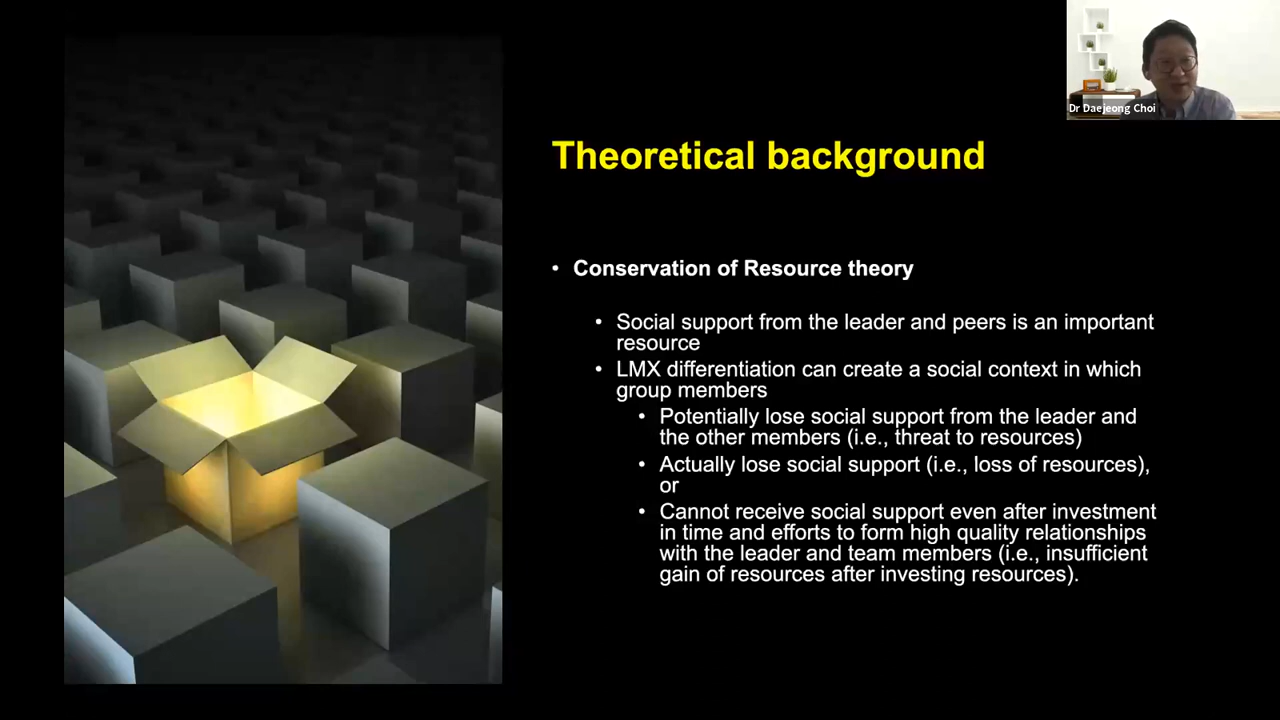 Dr Daejeong Choi
Theoretical background
• Conservation of Resource theory
• Social support from the leader and peers is an important
resource
• LMX differentiation can create a social context in which
group members
• Potentially lose social support from the leader and
the other members (i.e., threat to resources)
• Actually lose social support (i.e., loss of resources),
or
• Cannot receive social support even after investment
in time and efforts to form high quality relationships
with the leader and team members (i.e., insufficient
gain of resources after investing resources).